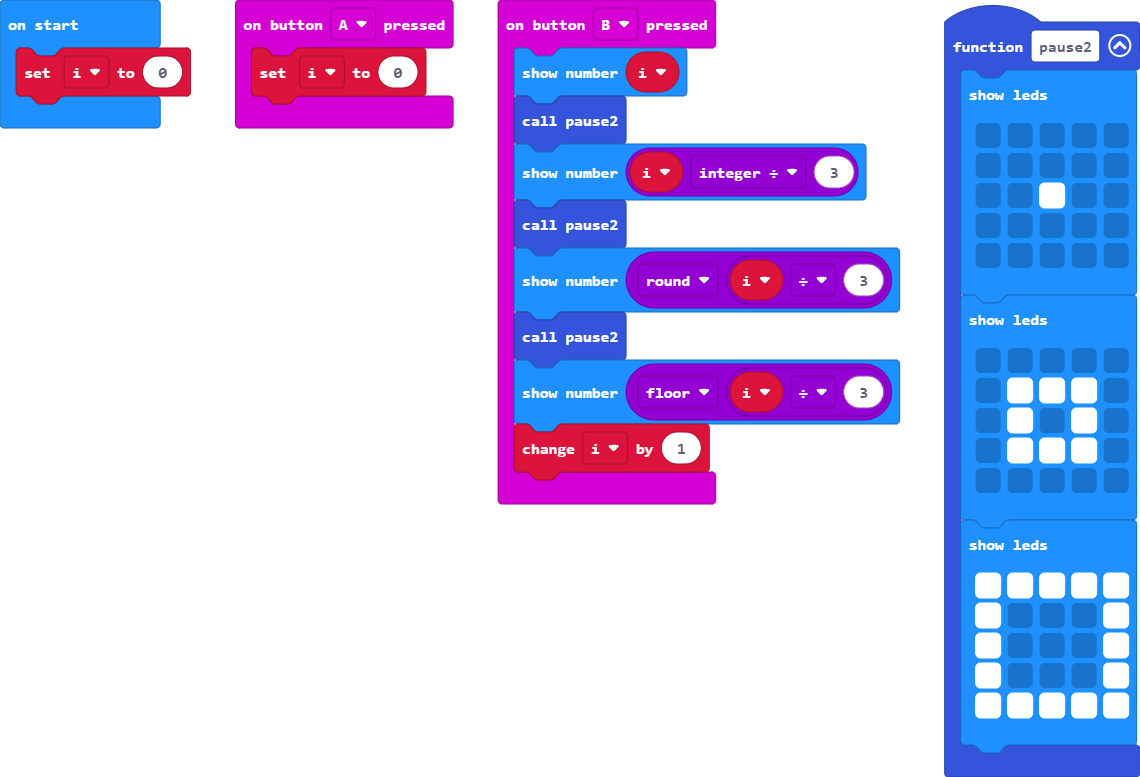 on start
set i to 0
on button A pressed
set i to 0
on button B pressed
show number i
call pause2
show number i integer ÷ 3
call pause2
show number round i ÷ 3
call pause2
show number floor i ÷ 3
change i by 1
function pause2
show leds
show leds
show leds